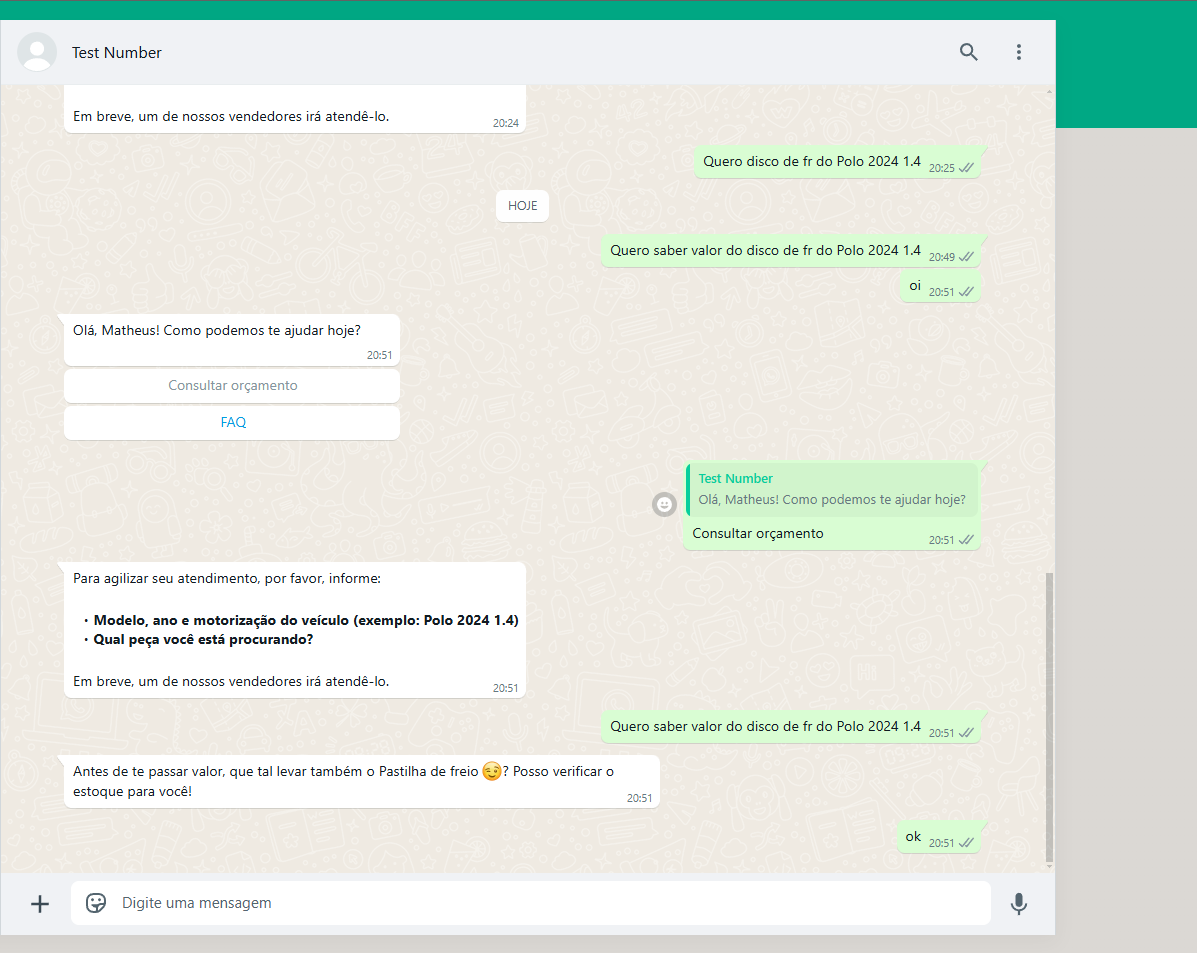 Test Number
Em breve, um de nossos vendedores irá atendê-lo.
20:24
Quero disco de fr do Polo 2024 1.4
20:25
HOJE
Quero saber valor do disco de fr do Polo 2024 1.4
20:49
oi
20:51
Olá, Matheus! Como podemos te ajudar hoje?
20:51
Consultar orçamento
FAQ
Test Number
Olá, Matheus! Como podemos te ajudar hoje?
Consultar orçamento
20:51
Para agilizar seu atendimento, por favor, informe:
• Modelo, ano e motorização do veículo (exemplo: Polo 2024 1.4)
• Qual peça você está procurando?
Em breve, um de nossos vendedores irá atendê-lo.
20:51
Quero saber valor do disco de fr do Polo 2024 1.4
20:51
Antes de te passar valor, que tal levar também o Pastilha de freio 😉? Posso verificar o
estoque para você!
20:51
ok
20:51
Digite uma mensagem